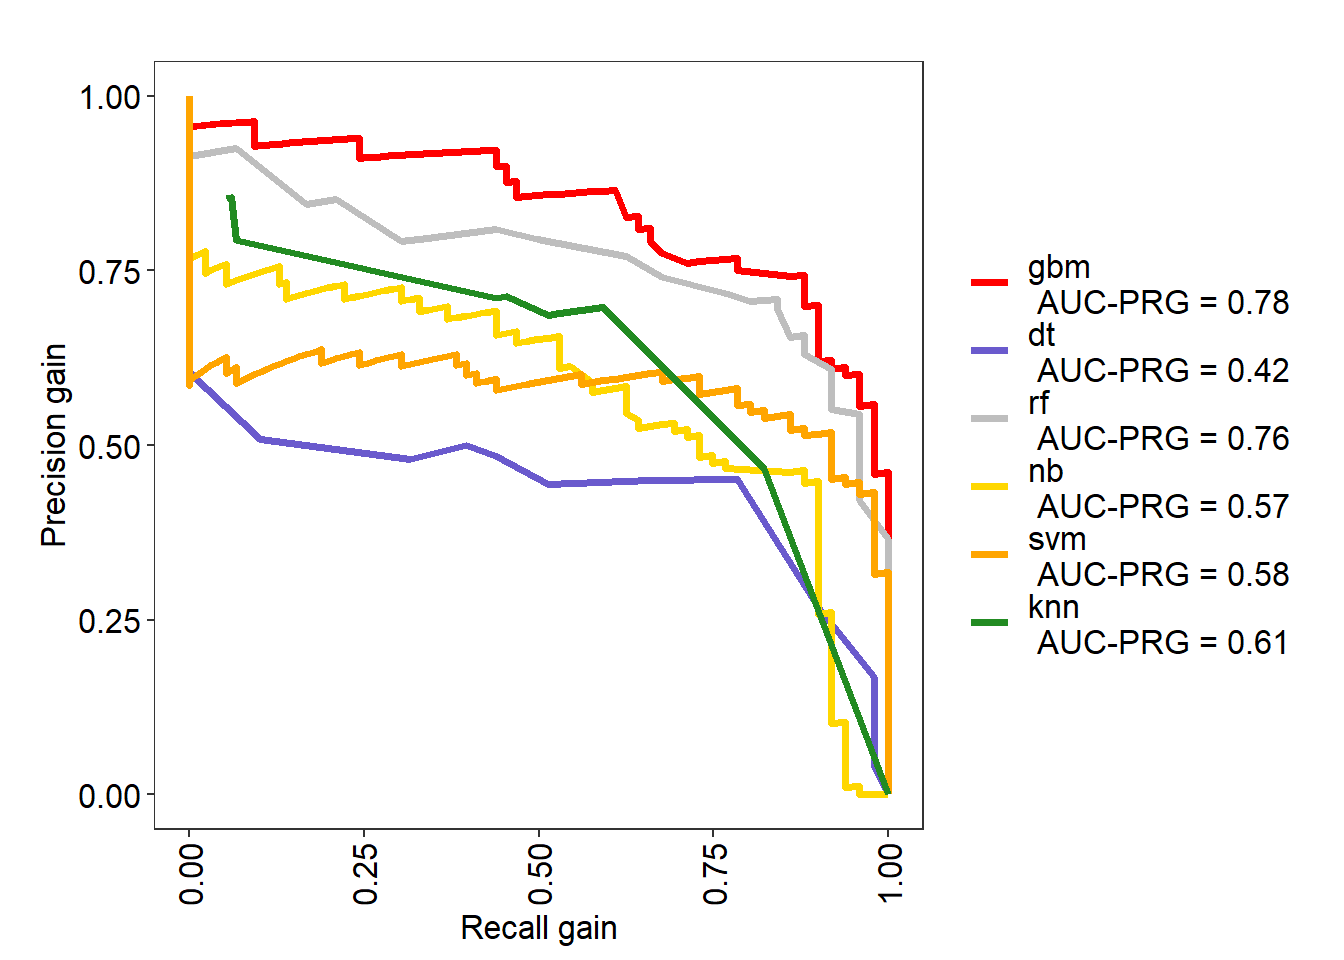 1.00
0.75
0.50
0.25
0.00
Precision gain
0.00
0.25
0.50
0.75
1.00
Recall gain
gbm
AUC-PRG = 0.78
dt
AUC-PRG = 0.42
rf
AUC-PRG = 0.76
nb
AUC-PRG = 0.57
svm
AUC-PRG = 0.58
knn
AUC-PRG = 0.61